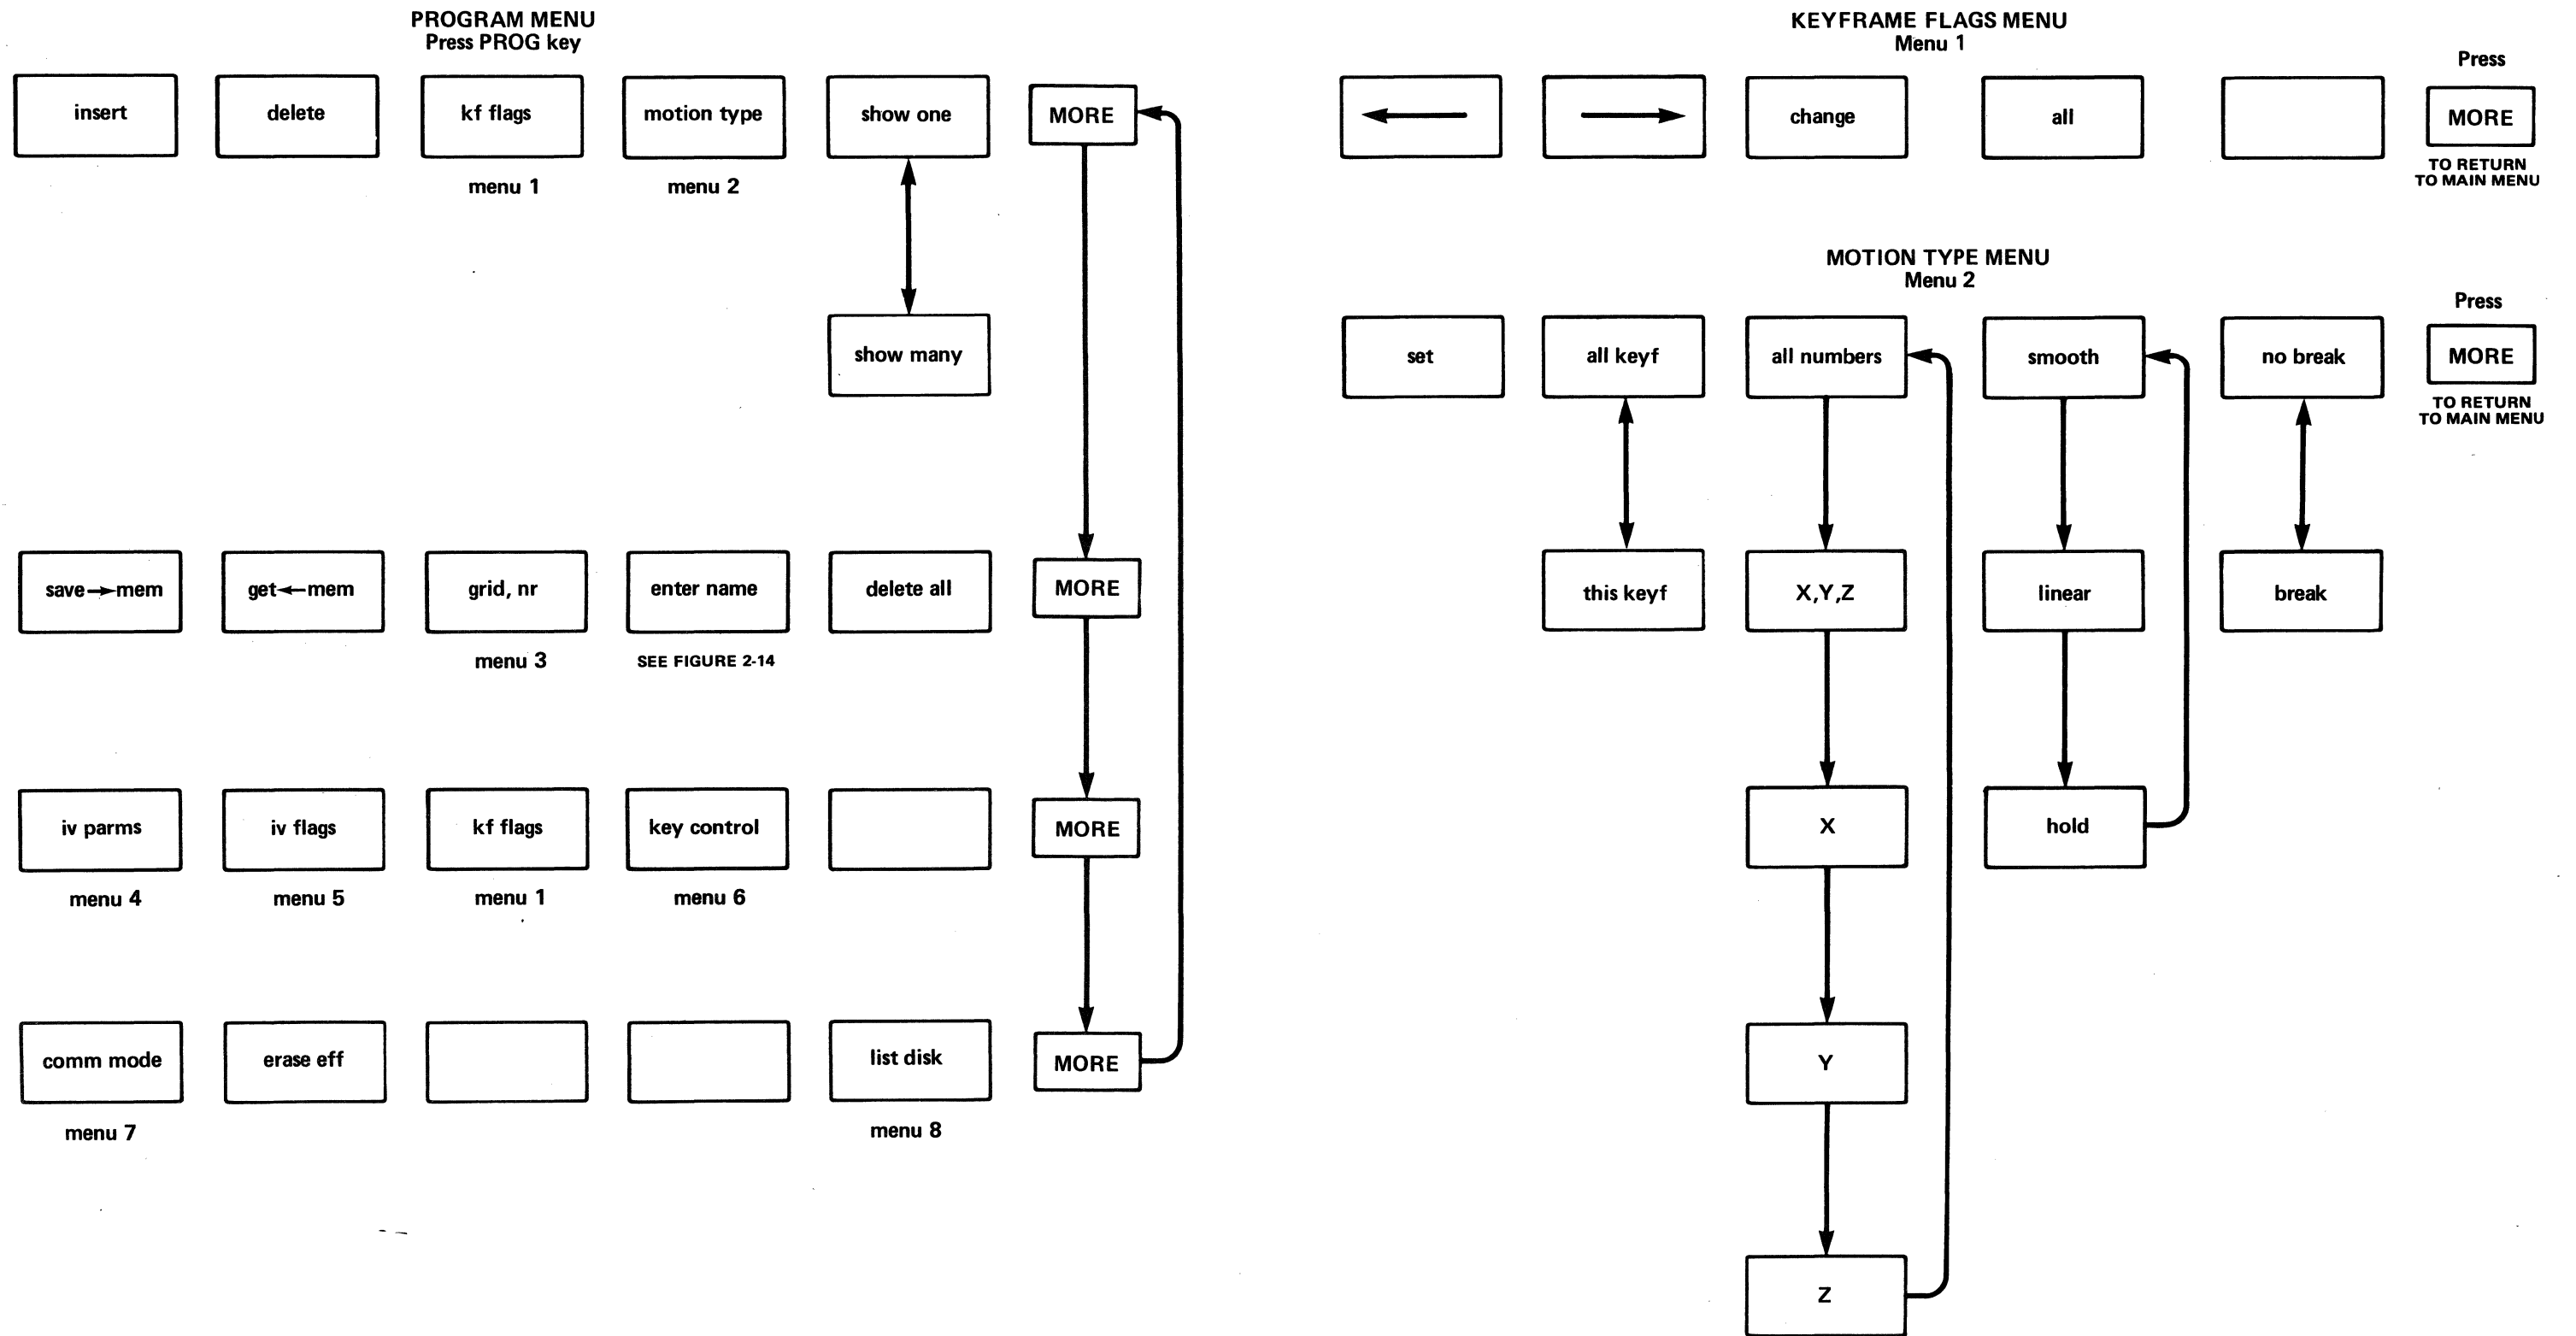 PROGRAM MENU
Press PROG key
insert
delete
kf flags
motion type
show one
MORE
menu 1
menu 2
show many
save→mem
get←mem
grid, nr
enter name
delete all
MORE
menu 3
SEE FIGURE 2-14
iv parms
iv flags
kf flags
key control
MORE
menu 4
menu 5
menu 1
menu 6
comm mode
erase eff
list disk
MORE
menu 7
menu 8
KEYFRAME FLAGS MENU
Menu 1
Press
change
all
MORE
TO RETURN
TO MAIN MENU
MOTION TYPE MENU
Menu 2
Press
set
all keyf
all numbers
smooth
no break
MORE
TO RETURN
TO MAIN MENU
this keyf
X,Y,Z
linear
break
X
hold
Y
Z